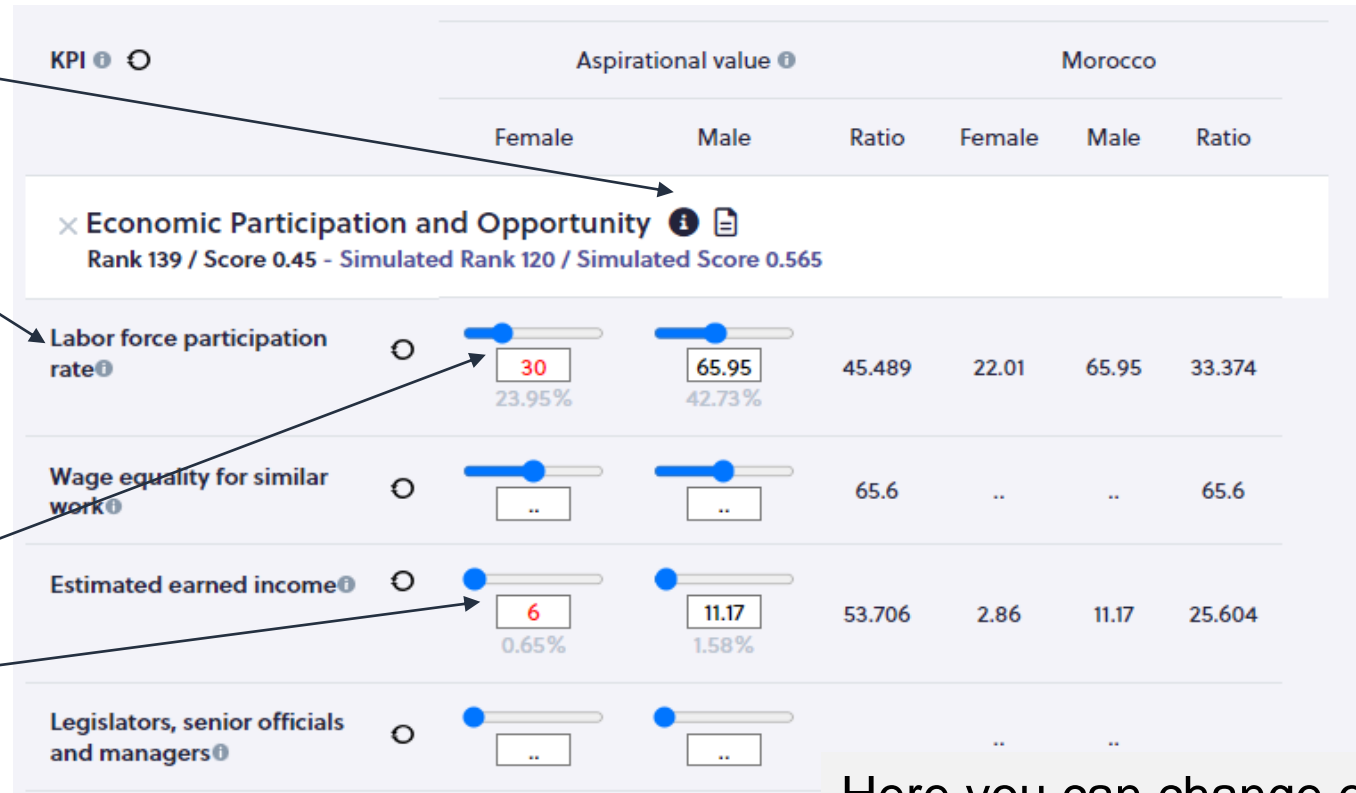 KPI Aspirational value Morocco
Female Male Ratio Female Male Ratio
Economic Participation and Opportunity
Rank 139 / Score 0.45 - Simulated Rank 120 / Simulated Score 0.565
Labor force participation
rate
30 65.95 45.489 22.01 65.95 33.374
23.95% 42.73%
Wage equality for similar
work
.. .. 65.6 .. .. 65.6
Estimated earned income
6 11.17 53.706 2.86 11.17 25.604
0.65% 1.58%
Legislators, senior officials
and managers
.. .. .. ..
Here you can change